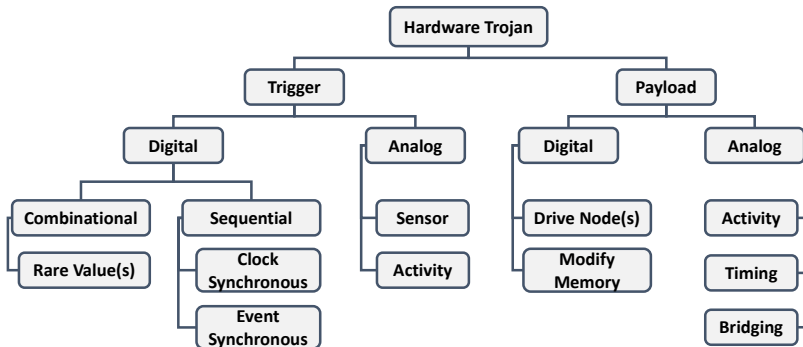 Hardware Trojan
Trigger
Payload
Digital
Analog
Digital
Analog
Combinational
Sequential
Sensor
Drive Node(s)
Activity
Rare Value(s)
Clock
Synchronous
Activity
Modify
Memory
Timing
Event
Synchronous
Bridging